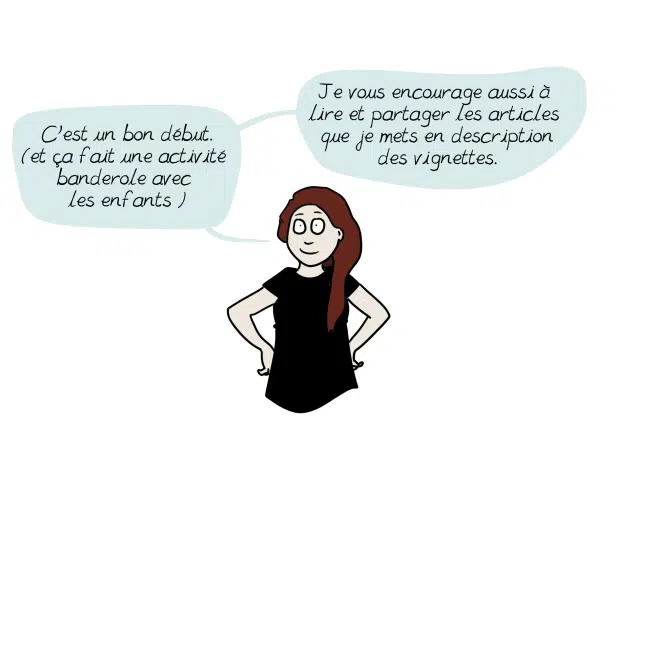 C'est un bon début.
(et ça fait une activité
banderole avec
les enfants )
Je vous encourage aussi à
lire et partager les articles
que je mets en description
des vignettes.